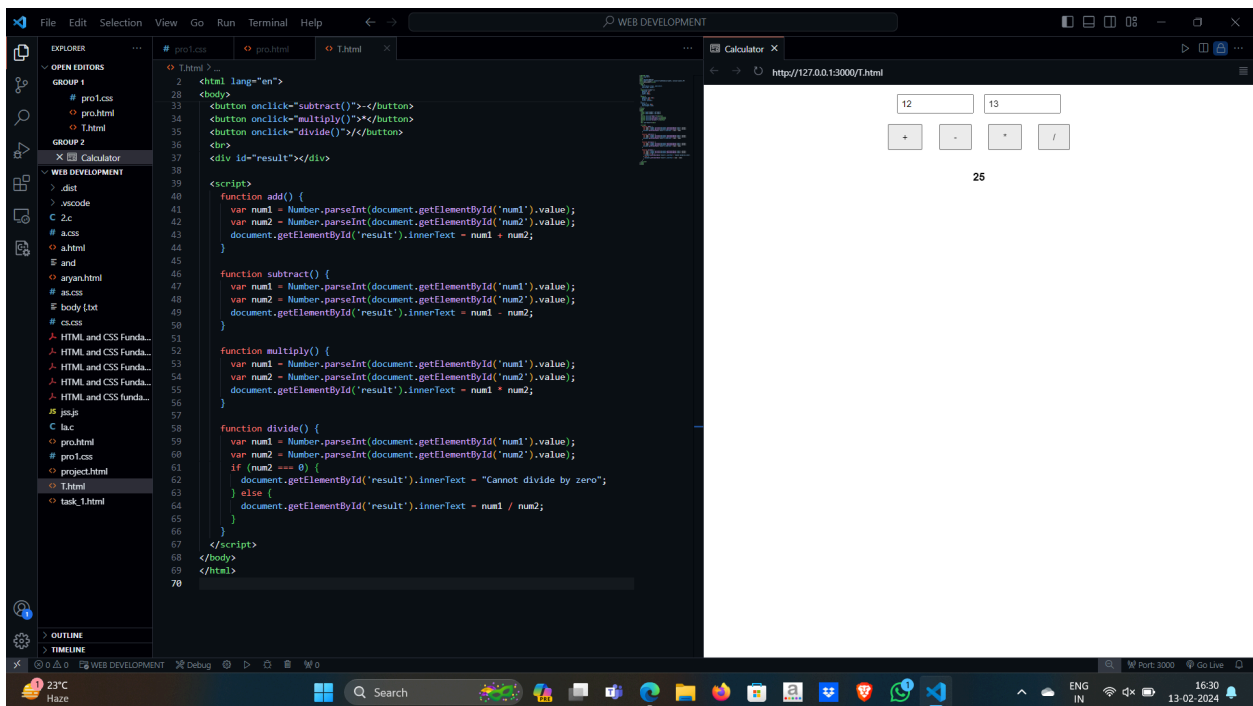 File Edit Selection View Go Run Terminal Help
WEB DEVELOPMENT
EXPLORER
OPEN EDITORS
GROUP 1
# pro1.css
pro.html
T.html
GROUP 2
Calculator
WEB DEVELOPMENT
.dist
.vscode
C 2.c
# a.css
a.html
and
aryan.html
# as.css
body {.txt
# cs.css
HTML and CSS Funda...
HTML and CSS Funda...
HTML and CSS Funda...
HTML and CSS Funda...
HTML and CSS funda...
JS jss.js
C la.c
pro.html
# pro1.css
project.html
T.html
task_1.html
OUTLINE
TIMELINE
# pro1.css pro.html T.html
T.html > ...
2 <html lang="en">
28 <body>
33 <button onclick="subtract()">-</button>
34 <button onclick="multiply()">*</button>
35 <button onclick="divide()">/</button>
36 <br>
37 <div id="result"></div>
38
39 <script>
40 function add() {
41 var num1 = Number.parseInt(document.getElementById('num1').value);
42 var num2 = Number.parseInt(document.getElementById('num2').value);
43 document.getElementById('result').innerText = num1 + num2;
44 }
45
46 function subtract() {
47 var num1 = Number.parseInt(document.getElementById('num1').value);
48 var num2 = Number.parseInt(document.getElementById('num2').value);
49 document.getElementById('result').innerText = num1 - num2;
50 }
51
52 function multiply() {
53 var num1 = Number.parseInt(document.getElementById('num1').value);
54 var num2 = Number.parseInt(document.getElementById('num2').value);
55 document.getElementById('result').innerText = num1 * num2;
56 }
57
58 function divide() {
59 var num1 = Number.parseInt(document.getElementById('num1').value);
60 var num2 = Number.parseInt(document.getElementById('num2').value);
61 if (num2 === 0) {
62 document.getElementById('result').innerText = "Cannot divide by zero";
63 } else {
64 document.getElementById('result').innerText = num1 / num2;
65 }
66 }
67 </script>
68 </body>
69 </html>
70
Calculator
http://127.0.0.1:3000/T.html
12 13
+ - * /
25
0 0 WEB DEVELOPMENT Debug 0
Port: 3000 Go Live
1
23°C
Haze
Search
PRE
ENG
IN
16:30
13-02-2024